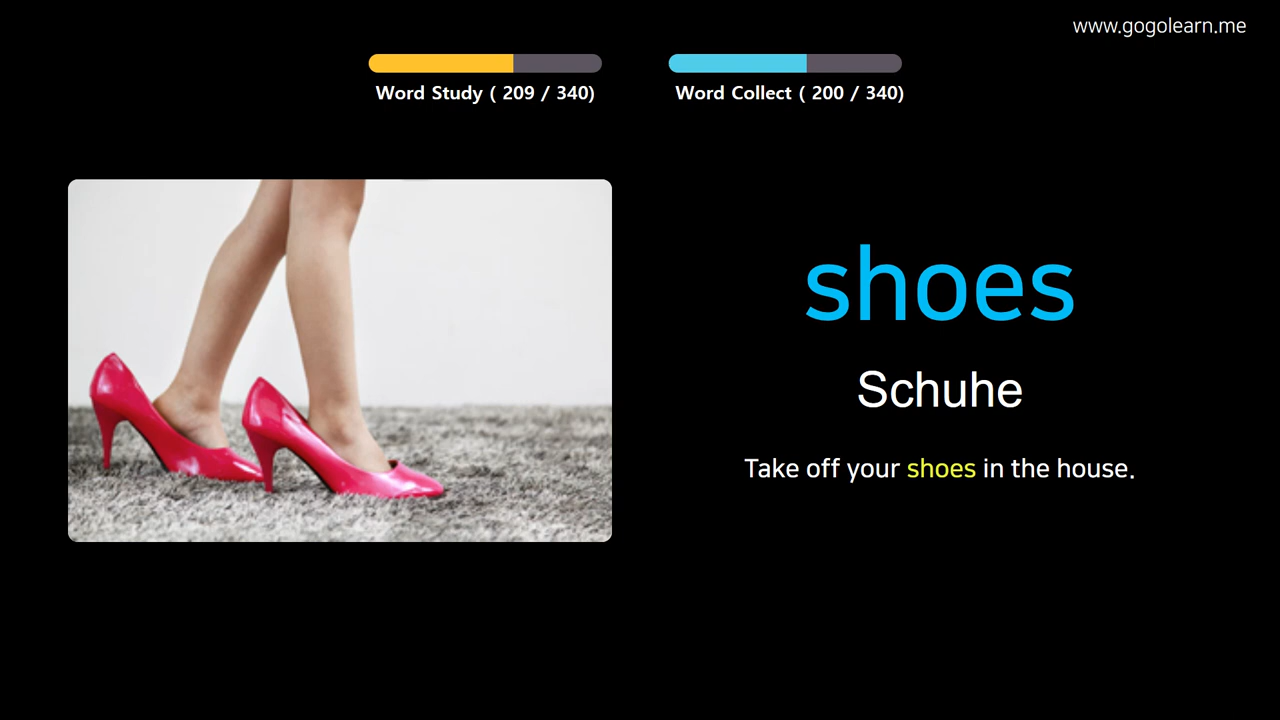 www.gogolearn.me
Word Study ( 209 / 340)
Word Collect ( 200 / 340)
shoes
Schuhe
Take off your shoes in the house.